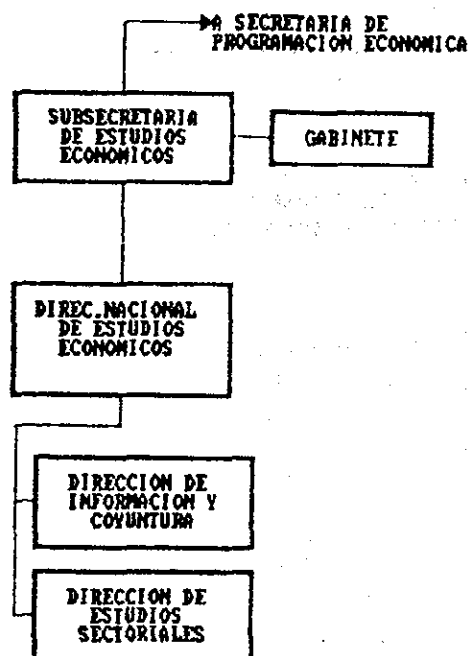 A SECRETARIA DE
PROGRAMACION ECONOMICA
SUBSECRETARIA
DE ESTUDIOS
ECONOMICOS
GABINETE
DIREC.NACIONAL
DE ESTUDIOS
ECONOMICOS
DIRECCION DE
INFORMACION Y
COYUNTURA
DIRECCION DE
ESTUDIOS
SECTORIALES